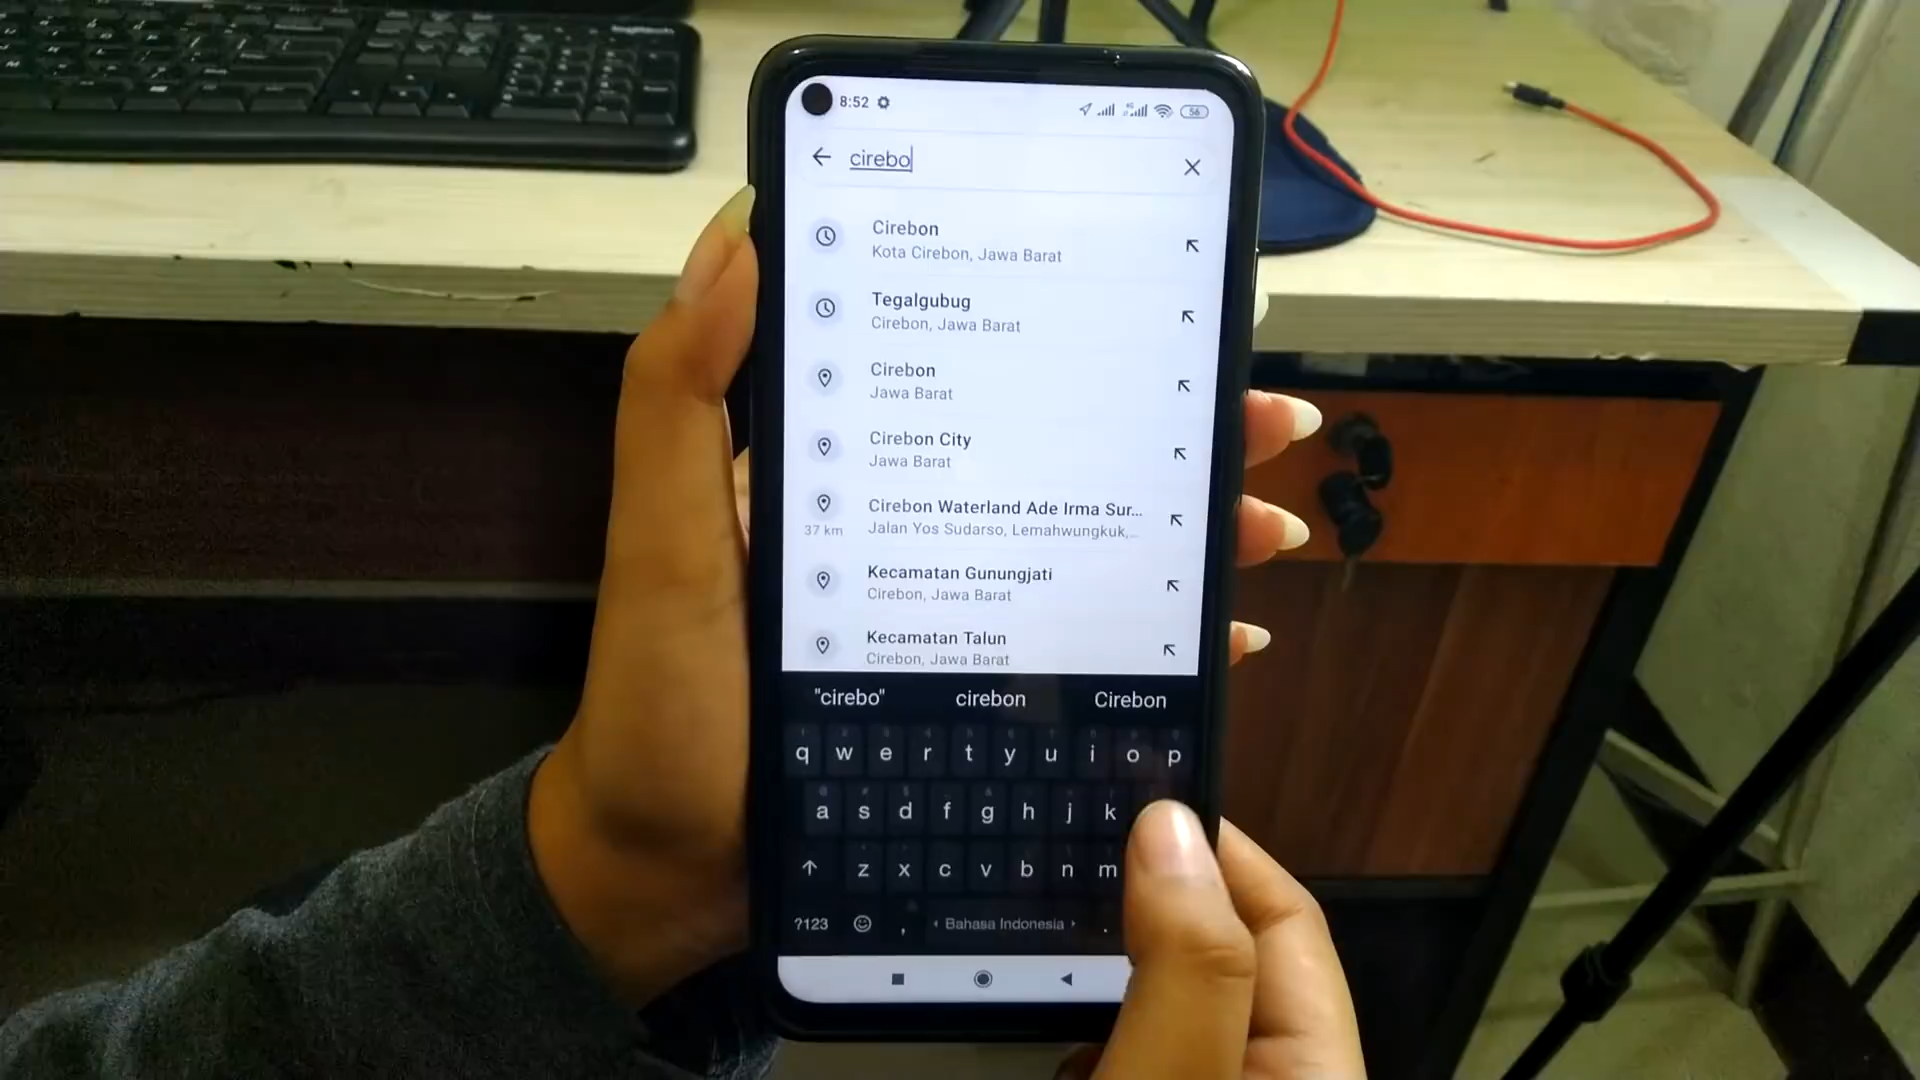 8:52
4G
56
cirebo
Cirebon
Kota Cirebon, Jawa Barat
Tegalgubug
Cirebon, Jawa Barat
Cirebon
Jawa Barat
Cirebon City
Jawa Barat
Cirebon Waterland Ade Irma Sur...
37 km
Jalan Yos Sudarso, Lemahwungkuk,...
Kecamatan Gunungjati
Cirebon, Jawa Barat
Kecamatan Talun
Cirebon, Jawa Barat
"cirebo" cirebon Cirebon
q w e r t y u i o p
a s d f g h j k
z x c v b n m
?123 , Bahasa Indonesia .